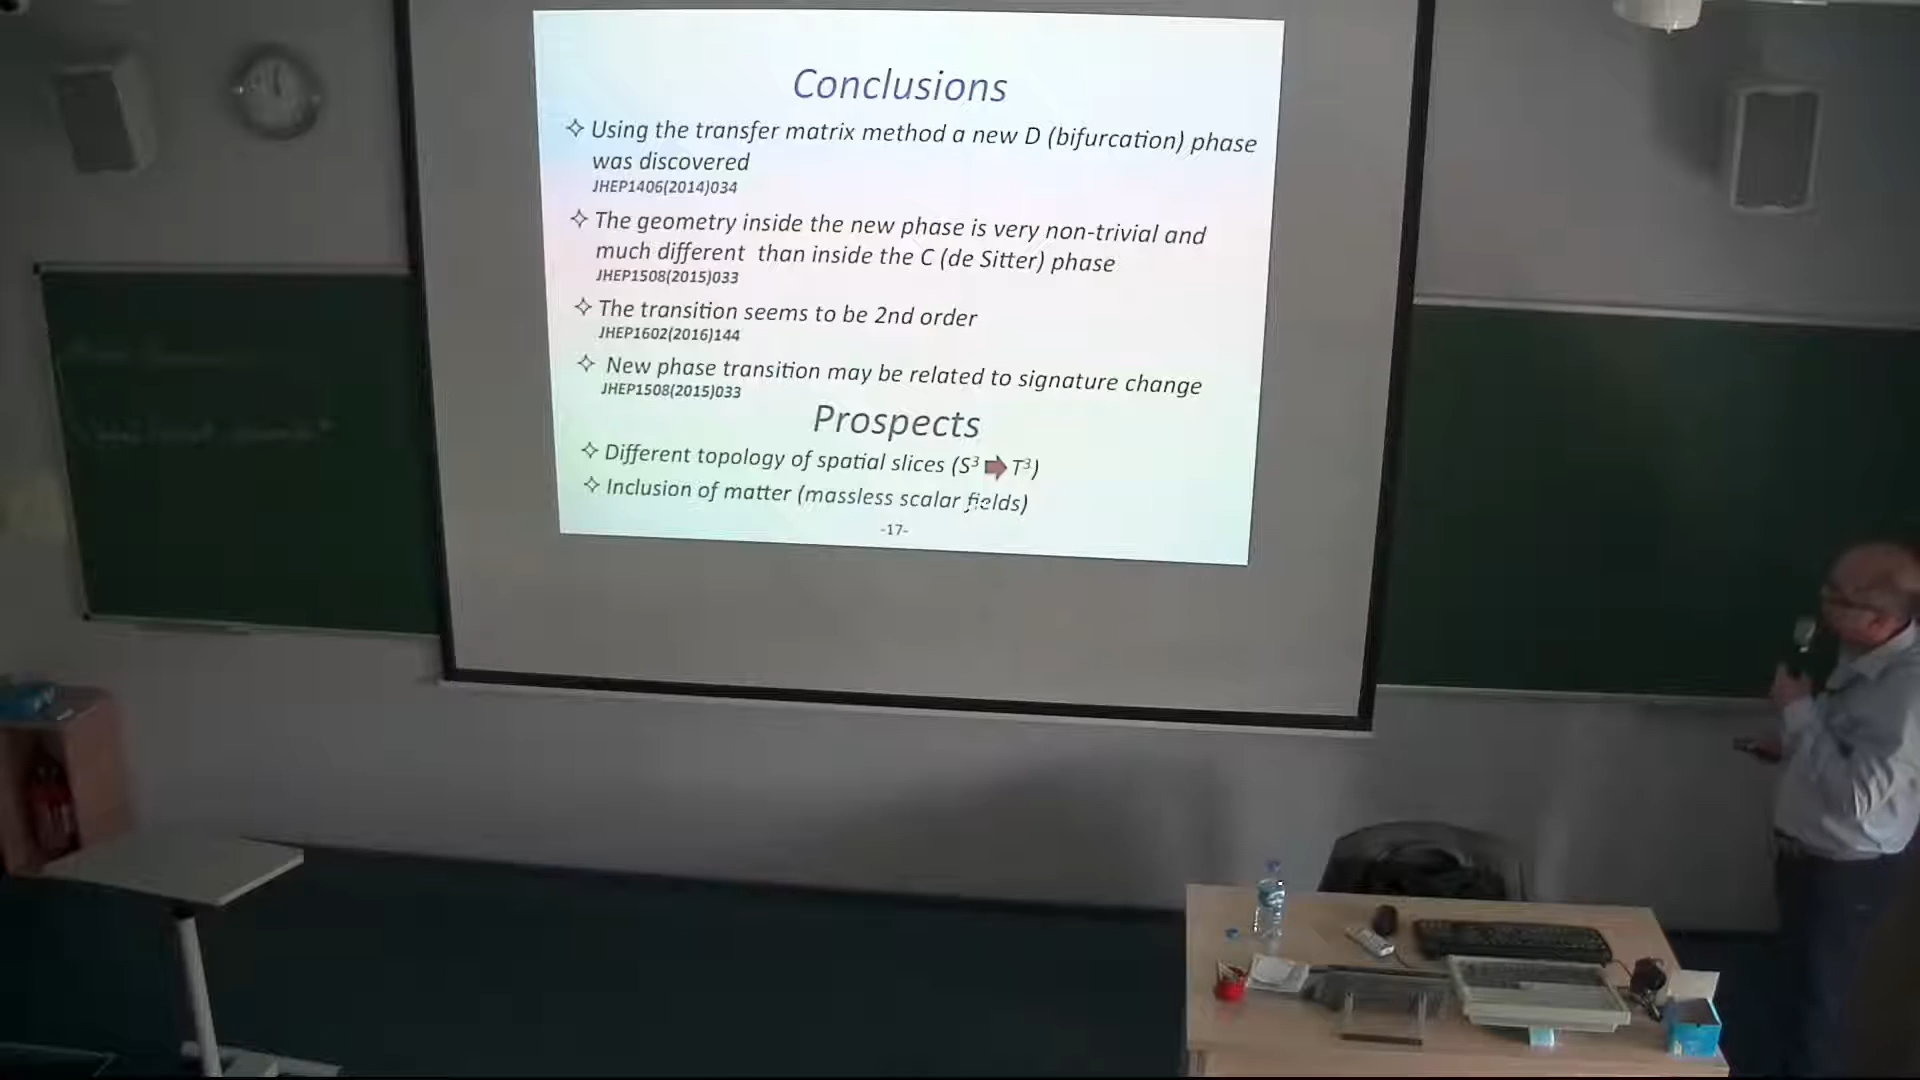 Conclusions
✧ Using the transfer matrix method a new D (bifurcation) phase
was discovered
JHEP1406(2014)034
✧ The geometry inside the new phase is very non-trivial and
much different than inside the C (de Sitter) phase
JHEP1508(2015)033
✧ The transition seems to be 2nd order
JHEP1602(2016)144
✧ New phase transition may be related to signature change
JHEP1508(2015)033
Prospects
✧ Different topology of spatial slices (S³ ➡ T³)
✧ Inclusion of matter (massless scalar fields)
-17-